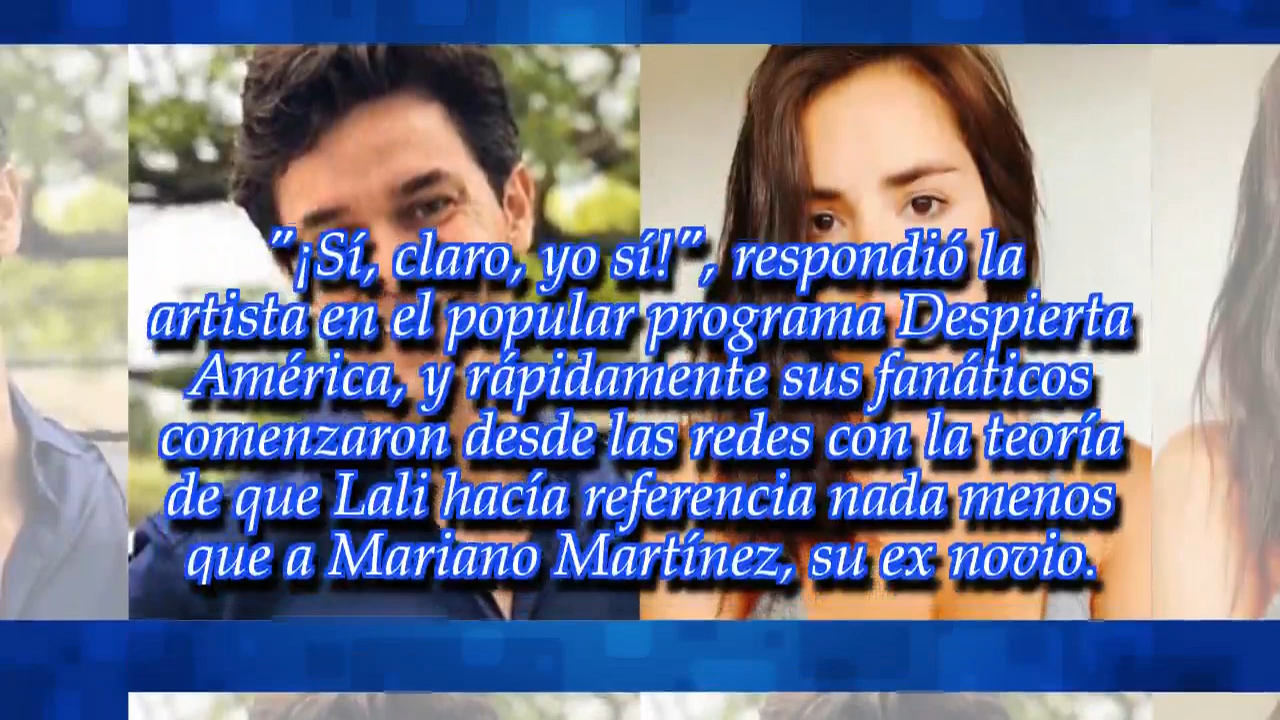 "¡Sí, claro, yo sí!", respondió la
artista en el popular programa Despierta
América, y rápidamente sus fanáticos
comenzaron desde las redes con la teoría
de que Lali hacía referencia nada menos
que a Mariano Martínez, su ex novio.